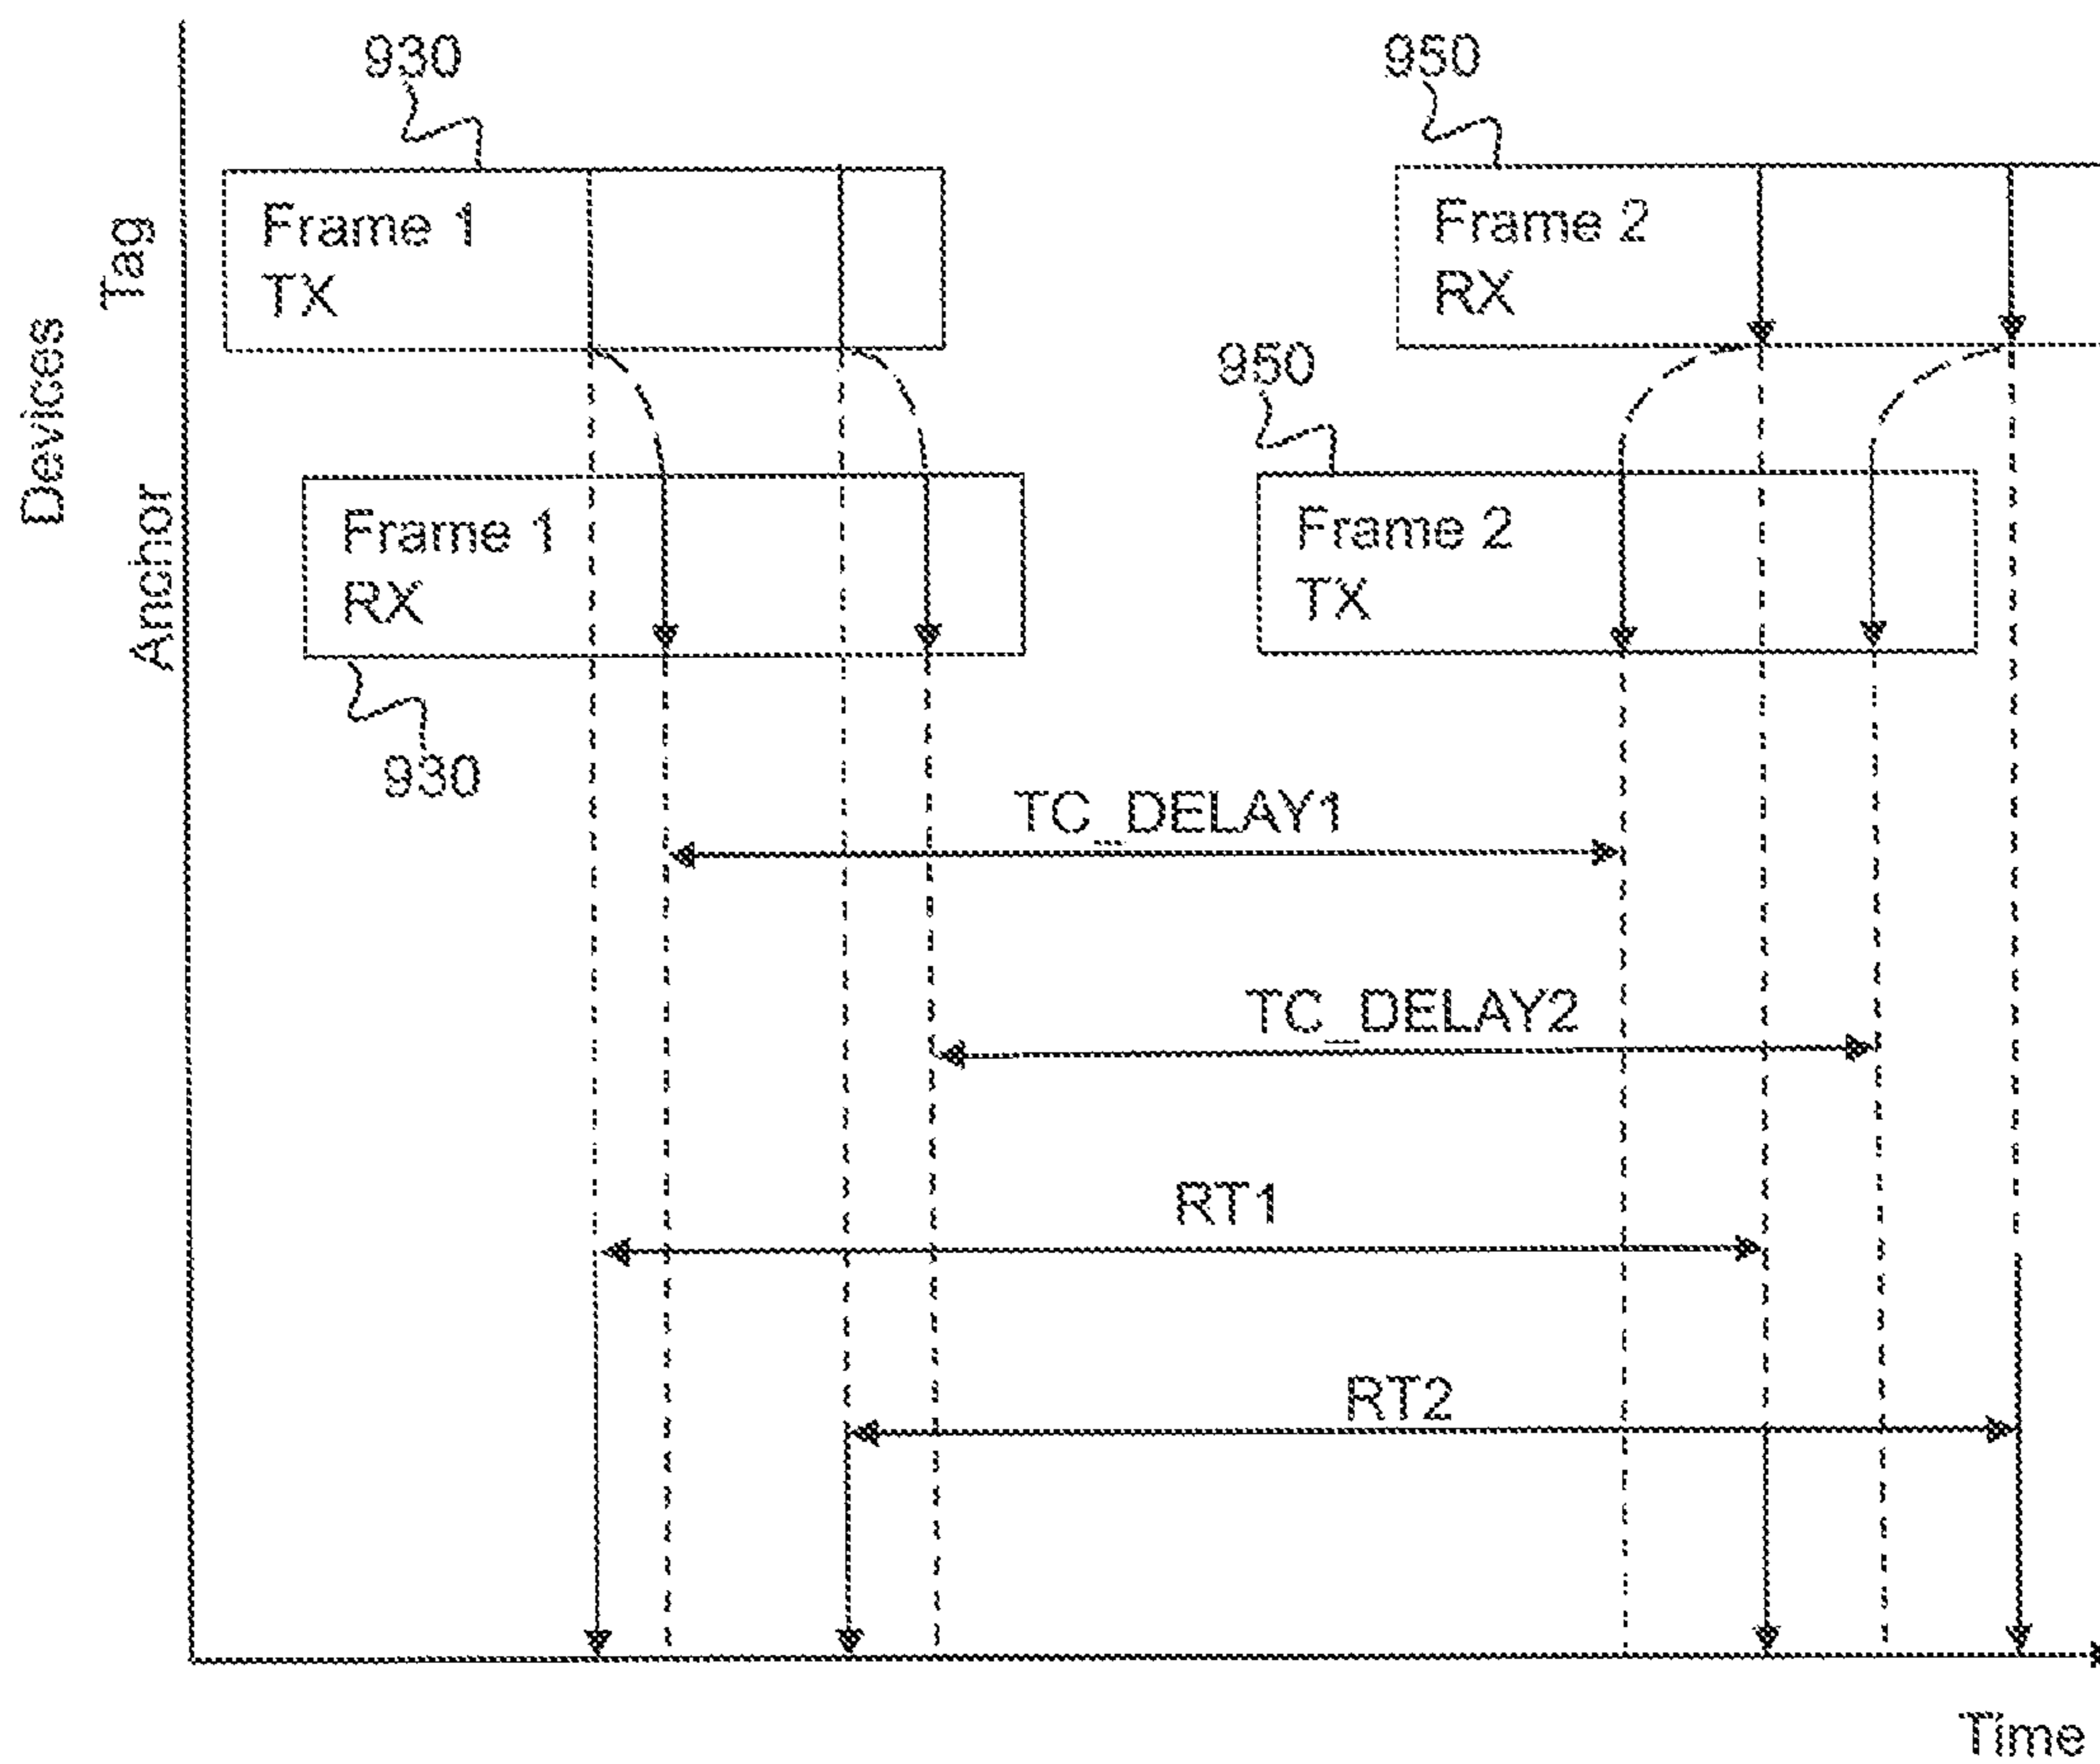 930
950
Devices
Tag
Frame 1
TX
Frame 2
RX
950
Anchor
Frame 1
RX
Frame 2
TX
930
TC_DELAY1
TC_DELAY2
RT1
RT2
Time